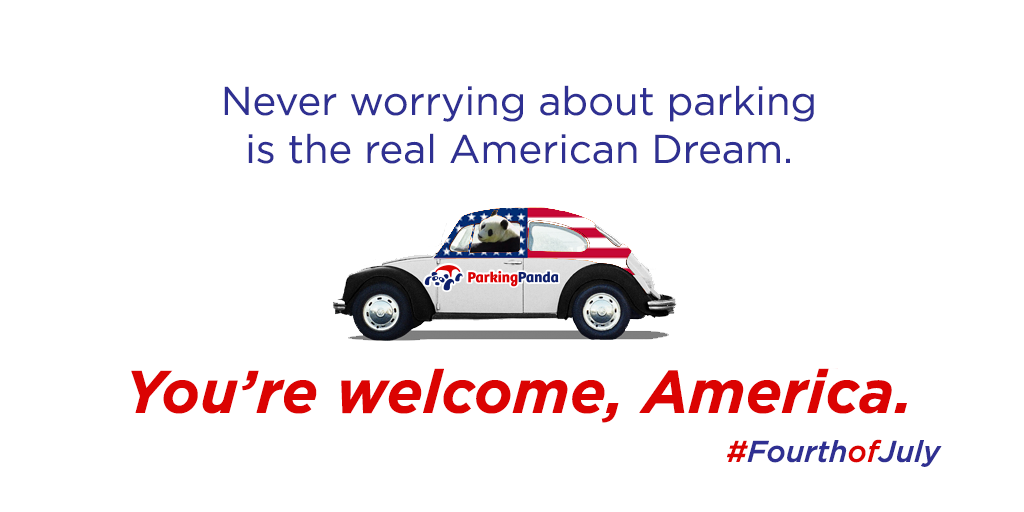 Never worrying about parking
is the real American Dream.
ParkingPanda
You're welcome, America.
#FourthofJuly